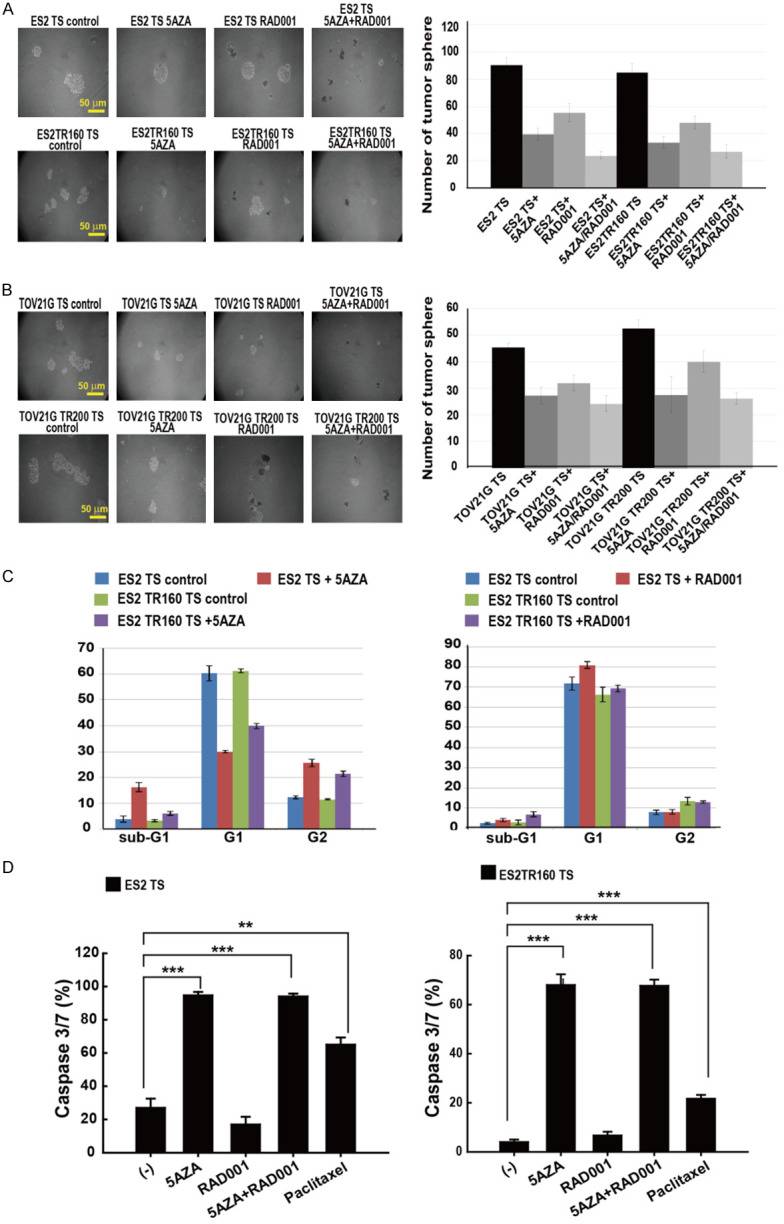 A
ES2 TS control
ES2 TS 5AZA
ES2 TS RAD001
ES2 TS
5AZA+RAD001
50 µm
ES2TR160 TS
control
ES2TR160 TS
5AZA
ES2TR160 TS
RAD001
ES2TR160 TS
5AZA+RAD001
50 µm
Number of tumor sphere
100
80
60
40
20
0
ES2 TS
ES2 TS+
5AZA
ES2 TS+
RAD001
ES2 TS+
5AZA/RAD001
ES2TR160 TS
ES2TR160 TS+
5AZA
ES2TR160 TS+
RAD001
ES2TR160 TS+
5AZA/RAD001
B
TOV21G TS control
TOV21G TS 5AZA
TOV21G TS RAD001
TOV21G TS
5AZA+RAD001
50 µm
TOV21G TR200 TS
control
TOV21G TR200 TS
5AZA
TOV21G TR200 TS
RAD001
TOV21G TR200 TS
5AZA+RAD001
50 µm
Number of tumor sphere
60
50
40
30
20
10
0
TOV21G TS
TOV21G TS+
5AZA
TOV21G TS+
RAD001
TOV21G TS+
5AZA/RAD001
TOV21G TR200 TS
TOV21G TR200 TS+
5AZA
TOV21G TR200 TS+
RAD001
TOV21G TR200 TS+
5AZA/RAD001
C
ES2 TS control
ES2 TS + 5AZA
ES2 TR160 TS control
ES2 TR160 TS +5AZA
70
60
50
40
30
20
10
0
sub-G1
G1
G2
ES2 TS control
ES2 TS + RAD001
ES2 TR160 TS control
ES2 TR160 TS +RAD001
90
80
70
60
50
40
30
20
10
0
sub-G1
G1
G2
D
ES2 TS
Caspase 3/7 (%)
120
100
80
60
40
20
0
**
***
***
(-)
5AZA
RAD001
5AZA+RAD001
Paclitaxel
ES2TR160 TS
Caspase 3/7 (%)
80
60
40
20
0
***
***
***
(-)
5AZA
RAD001
5AZA+RAD001
Paclitaxel